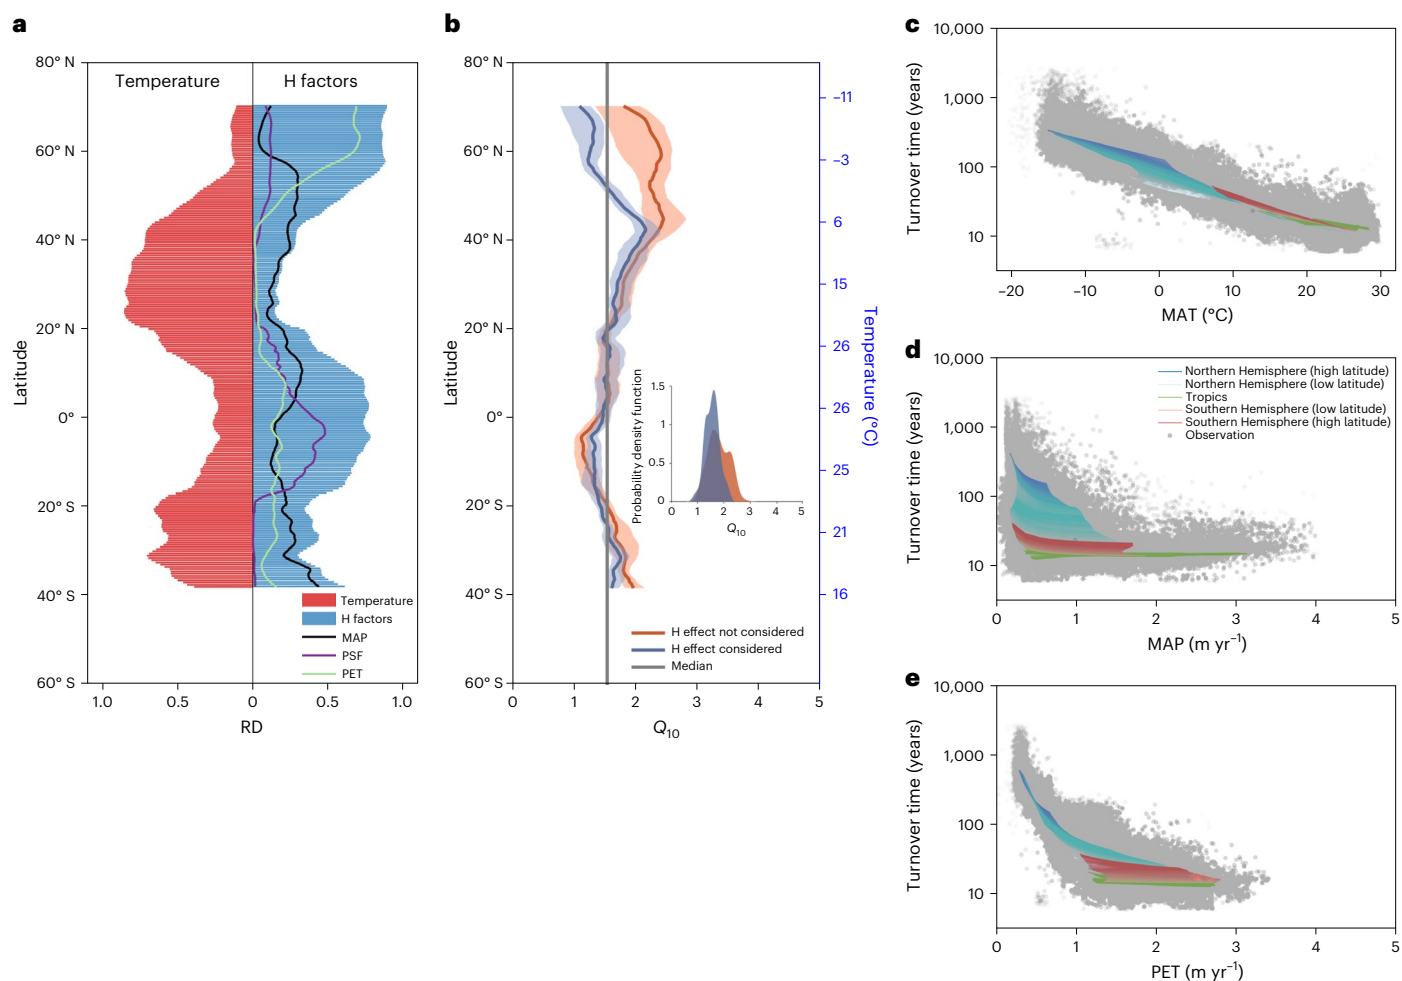 a
80° N
60° N
40° N
20° N
0°
20° S
40° S
60° S
Latitude
Temperature
H factors
Temperature
H factors
MAP
PSF
PET
1.0
0.5
0
0.5
1.0
RD
b
80° N
60° N
40° N
20° N
0°
20° S
40° S
60° S
Latitude
−11
−3
6
15
26
26
25
21
16
Temperature (°C)
1.5
1
0.5
0
Probability density function
0
1
2
3
4
5
Q10
H effect not considered
H effect considered
Median
0
1
2
3
4
5
Q10
c
10,000
1,000
100
10
Turnover time (years)
−20
−10
0
10
20
30
MAT (°C)
d
10,000
1,000
100
10
Turnover time (years)
Northern Hemisphere (high latitude)
Northern Hemisphere (low latitude)
Tropics
Southern Hemisphere (low latitude)
Southern Hemisphere (high latitude)
Observation
0
1
2
3
4
5
MAP (m yr⁻¹)
e
10,000
1,000
100
10
Turnover time (years)
0
1
2
3
4
5
PET (m yr⁻¹)